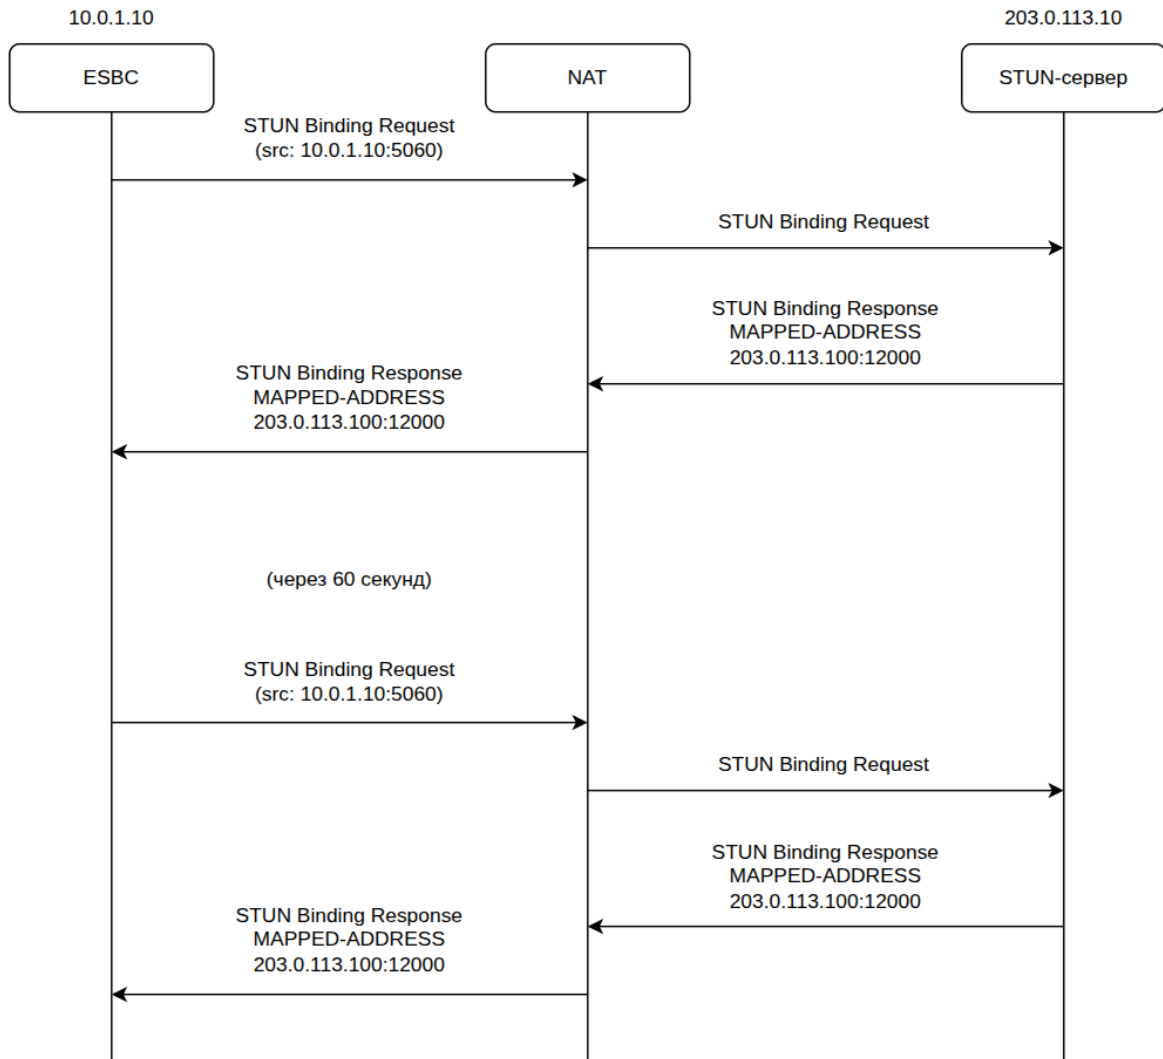 10.0.1.10
203.0.113.10
ESBC
NAT
STUN-сервер
STUN Binding Request
(src: 10.0.1.10:5060)
STUN Binding Request
STUN Binding Response
MAPPED-ADDRESS
203.0.113.100:12000
STUN Binding Response
MAPPED-ADDRESS
203.0.113.100:12000
(через 60 секунд)
STUN Binding Request
(src: 10.0.1.10:5060)
STUN Binding Request
STUN Binding Response
MAPPED-ADDRESS
203.0.113.100:12000
STUN Binding Response
MAPPED-ADDRESS
203.0.113.100:12000